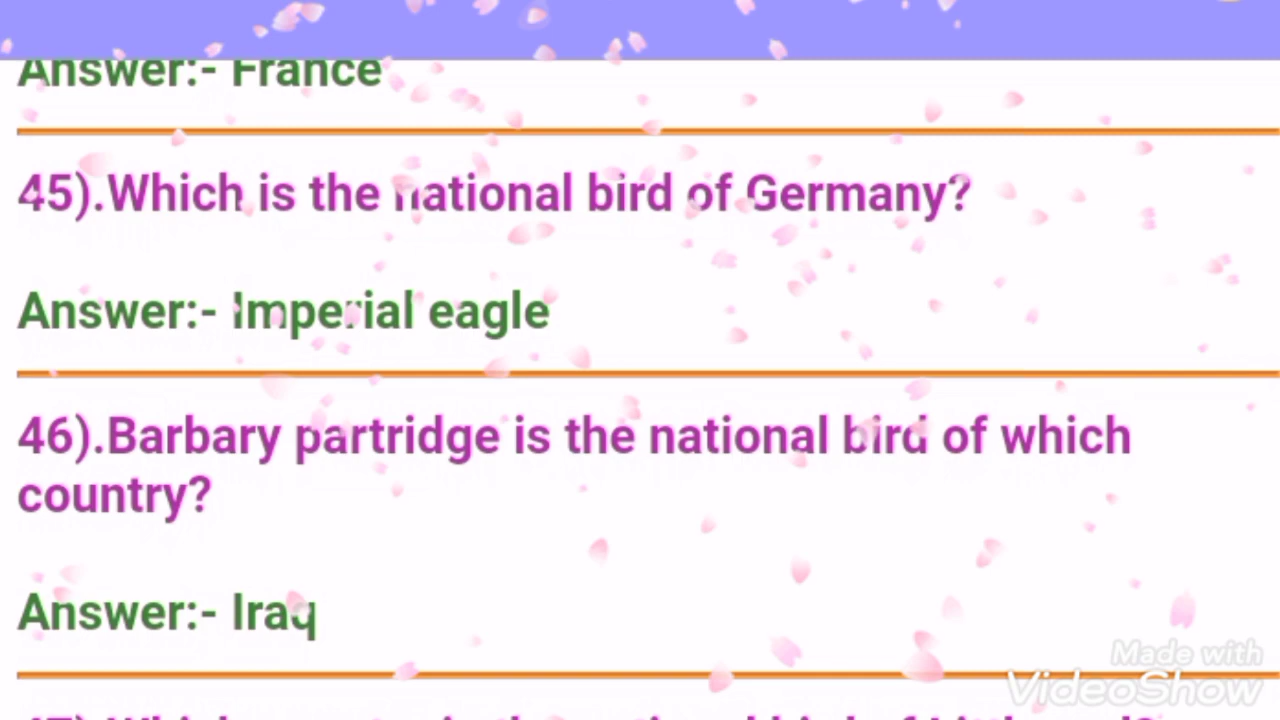 Answer:- France
45).Which is the national bird of Germany?
Answer:- Imperial eagle
46).Barbary partridge is the national bird of which
country?
Answer:- Iraq
Made with
VideoShow